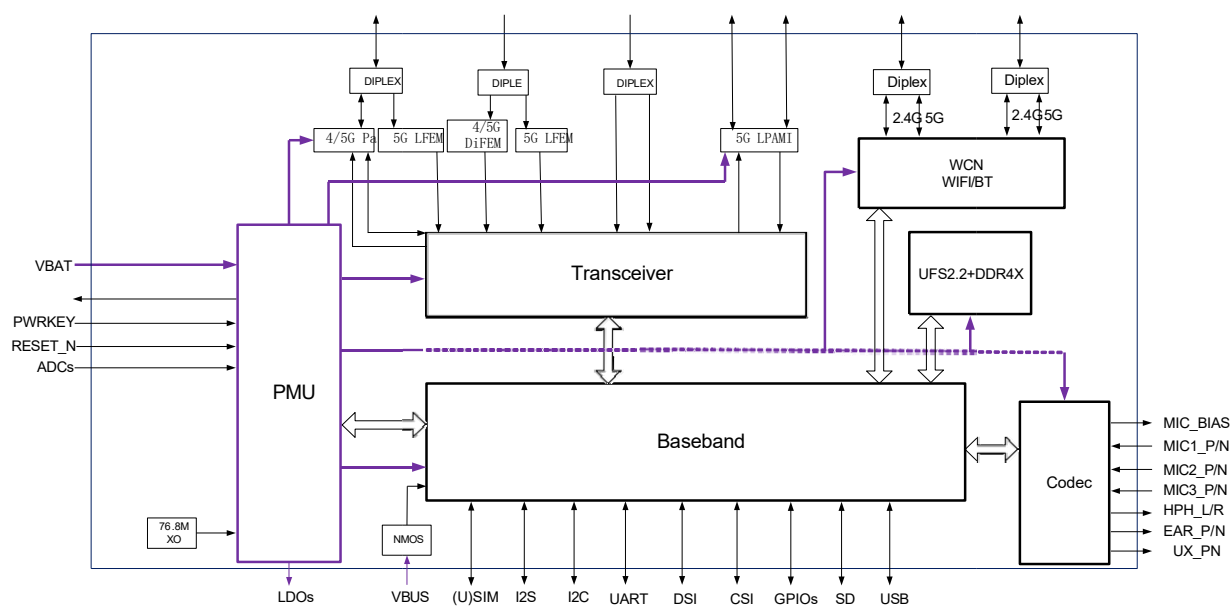 DIPLEX
DIPLE
DIPLEX
Diplex
Diplex
2.4G 5G
2.4G 5G
4/5G Pa
5G LFEM
4/5G
DiFEM
5G LFEM
5G LPAMI
WCN
WIFI/BT
Transceiver
UFS2.2+DDR4X
VBAT
PWRKEY
RESET_N
ADCs
PMU
Baseband
Codec
MIC_BIAS
MIC1_P/N
MIC2_P/N
MIC3_P/N
HPH_L/R
EAR_P/N
UX_PN
76.8M
XO
NMOS
LDOs
VBUS
(U)SIM
I2S
I2C
UART
DSI
CSI
GPIOs
SD
USB